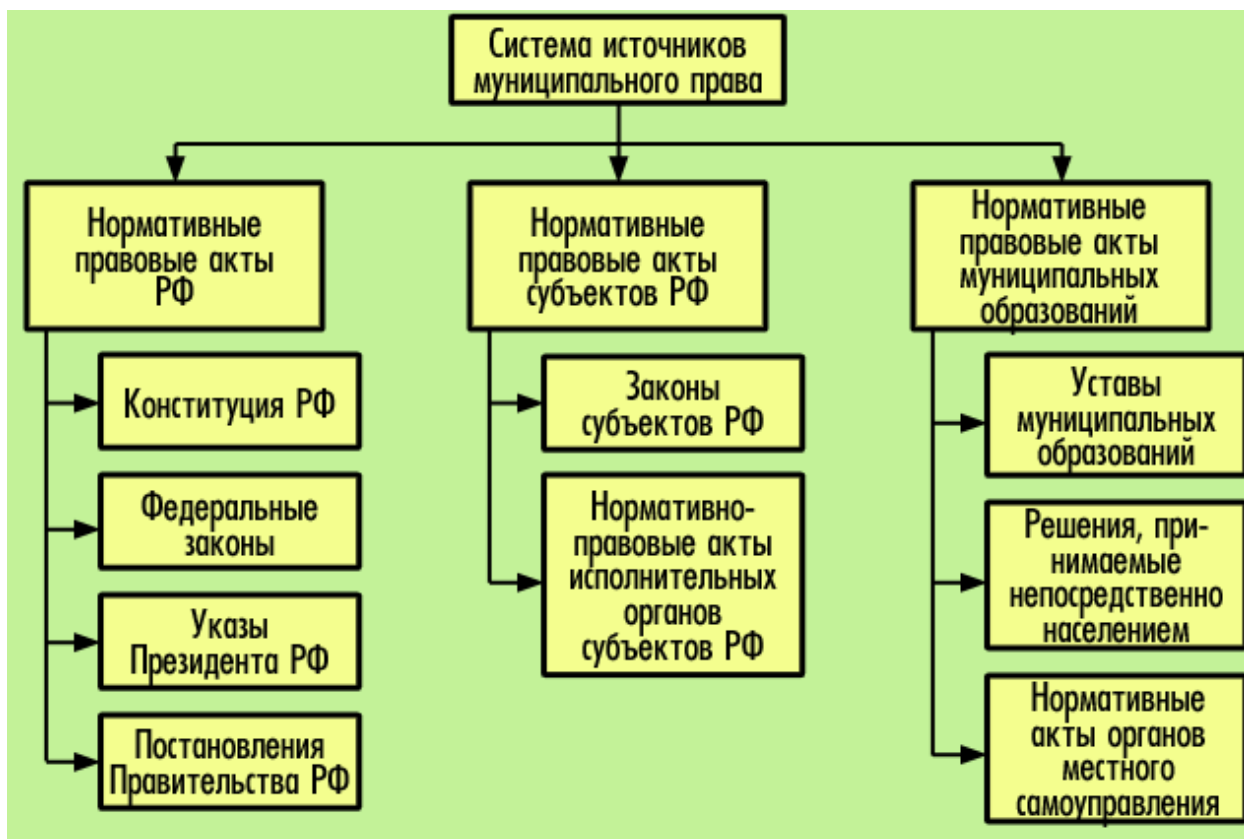 Система источников
муниципального права
Нормативные
правовые акты
РФ
Конституция РФ
Федеральные
законы
Указы
Президента РФ
Постановления
Правительства РФ
Нормативные
правовые акты
субъектов РФ
Законы
субъектов РФ
Нормативно-
правовые акты
исполнительных
органов
субъектов РФ
Нормативные
правовые акты
муниципальных
образований
Уставы
муниципальных
образований
Решения, при-
нимаемые
непосредственно
населением
Нормативные
акты органов
местного
самоуправления